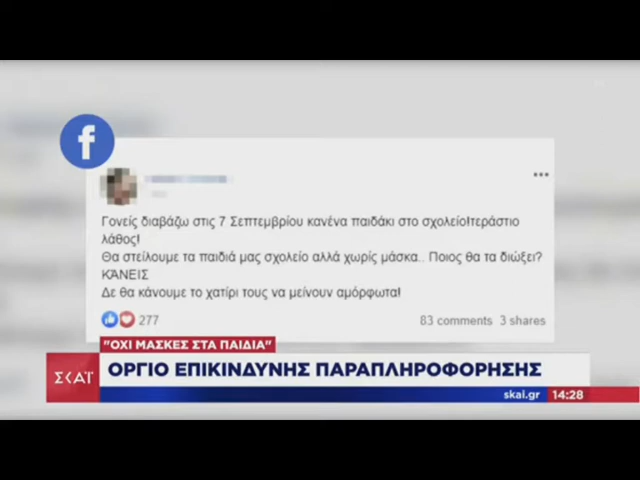 f
Γονείς διαβάζω στις 7 Σεπτεμβρίου κανένα παιδάκι στο σχολείο!τεράστιο
λάθος!
Θα στείλουμε τα παιδιά μας σχολείο αλλά χωρίς μάσκα.. Ποιος θα τα διώξει?
ΚΆΝΕΙΣ
Δε θα κάνουμε το χατίρι τους να μείνουν αμόρφωτα!
277
83 comments 3 shares
"ΟΧΙ ΜΑΣΚΕΣ ΣΤΑ ΠΑΙΔΙΑ"
ΣΚΑΪ
ΟΡΓΙΟ ΕΠΙΚΙΝΔΥΝΗΣ ΠΑΡΑΠΛΗΡΟΦΟΡΗΣΗΣ
skai.gr 14:28